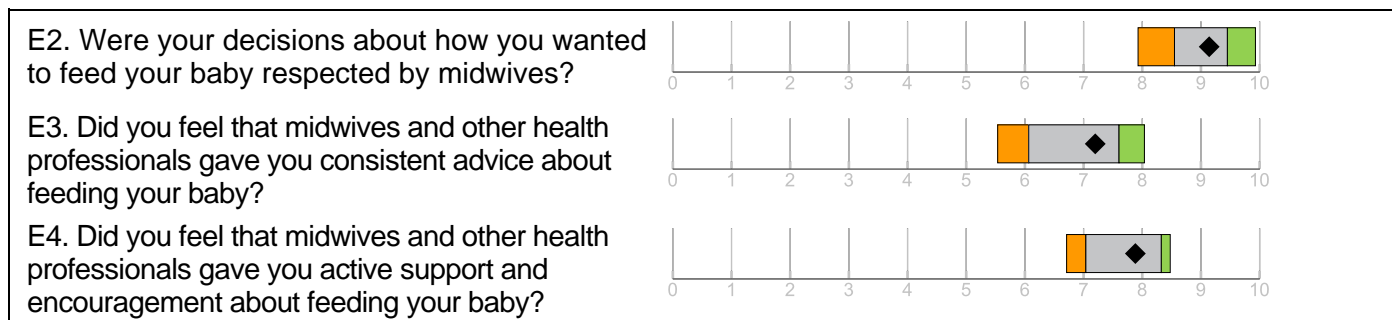 E2. Were your decisions about how you wanted
to feed your baby respected by midwives?
0 1 2 3 4 5 6 7 8 9 10
E3. Did you feel that midwives and other health
professionals gave you consistent advice about
feeding your baby?
0 1 2 3 4 5 6 7 8 9 10
E4. Did you feel that midwives and other health
professionals gave you active support and
encouragement about feeding your baby?
0 1 2 3 4 5 6 7 8 9 10